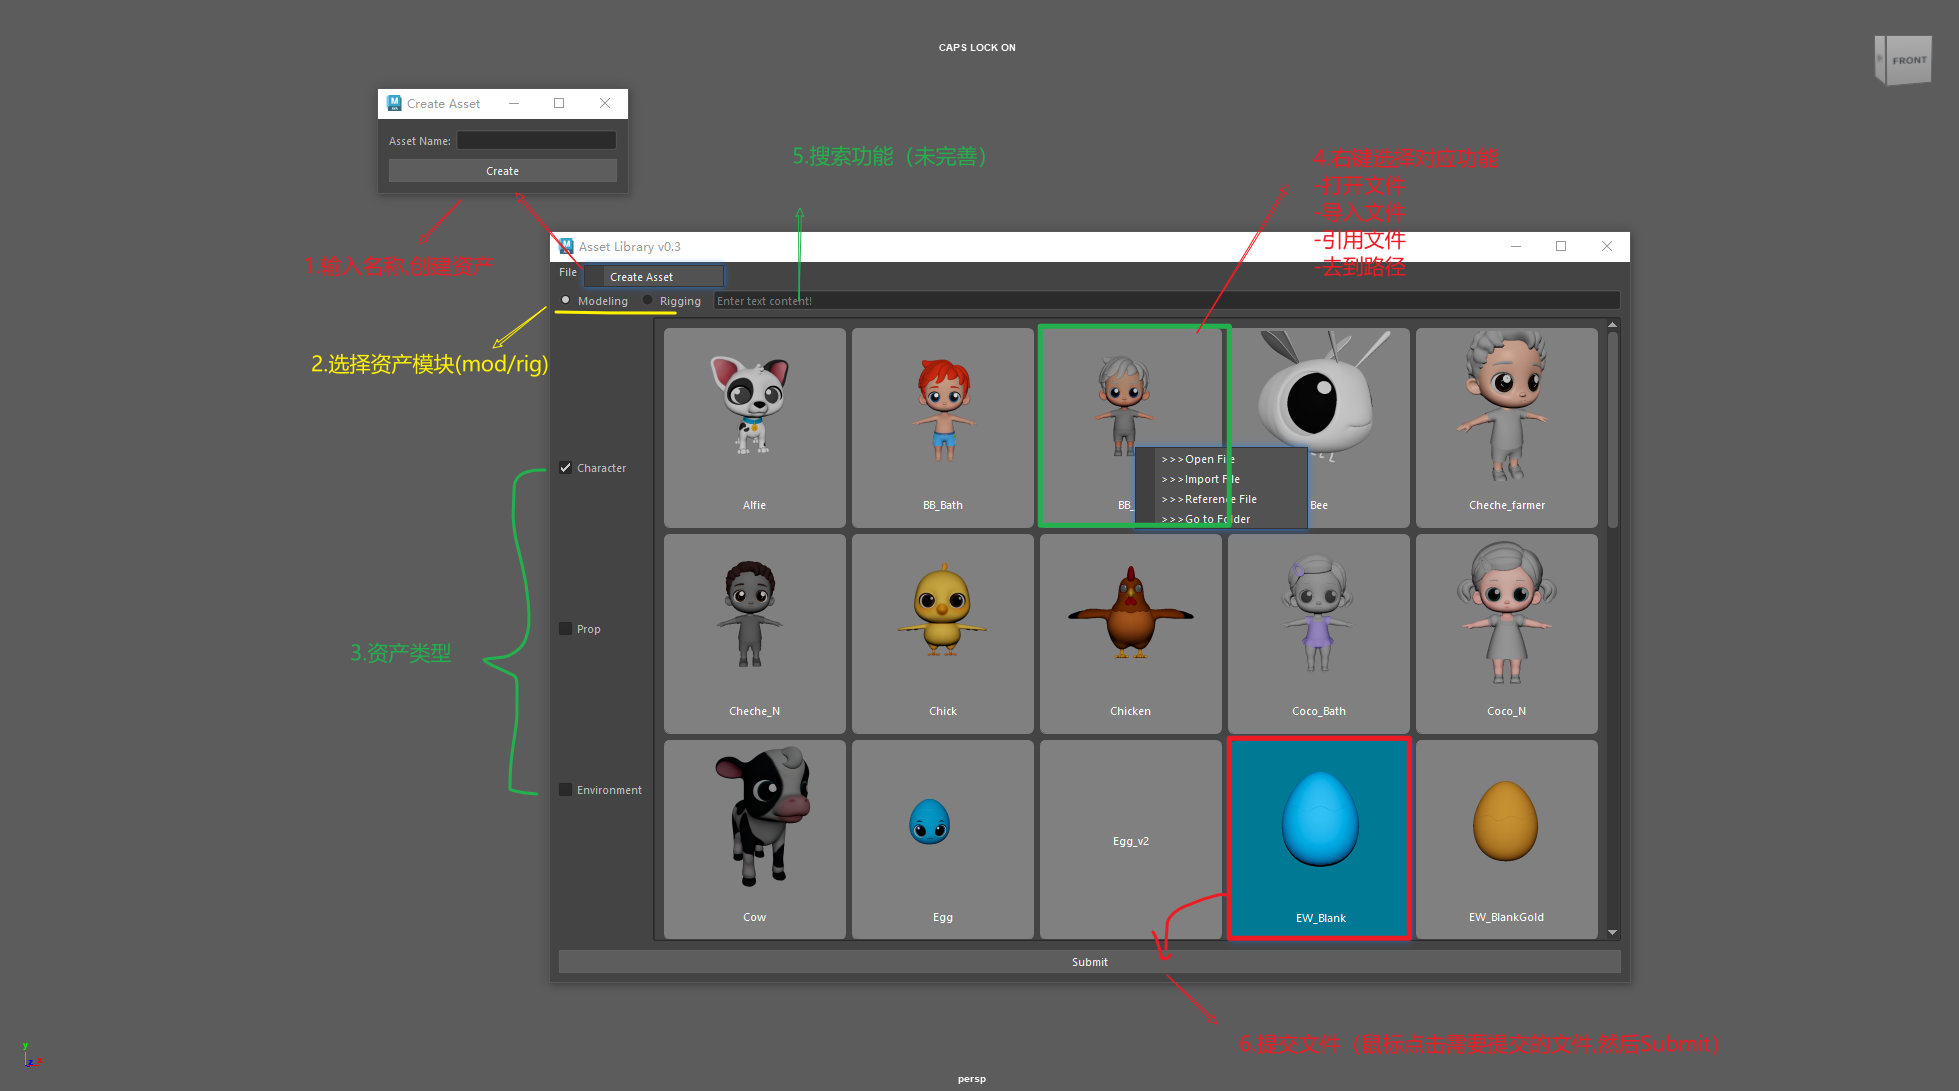 CAPS LOCK ON
FRONT
Create Asset
Asset Name:
Create
5.搜索功能（未完善）
4.右键选择对应功能
-打开文件
-导入文件
-引用文件
-去到路径
1.输入名称,创建资产
Asset Library v0.3
File
Create Asset
Modeling
Rigging
Enter text content!
2.选择资产模块(mod/rig)
Character
Prop
Environment
3.资产类型
Alfie
BB_Bath
BB_
Bee
Cheche_farmer
>>>Open File
>>>Import File
>>>Reference File
>>>Go to Folder
Cheche_N
Chick
Chicken
Coco_Bath
Coco_N
Cow
Egg
Egg_v2
EW_Blank
EW_BlankGold
Submit
6.提交文件（鼠标点击需要提交的文件,然后Submit）
y
z
x
persp